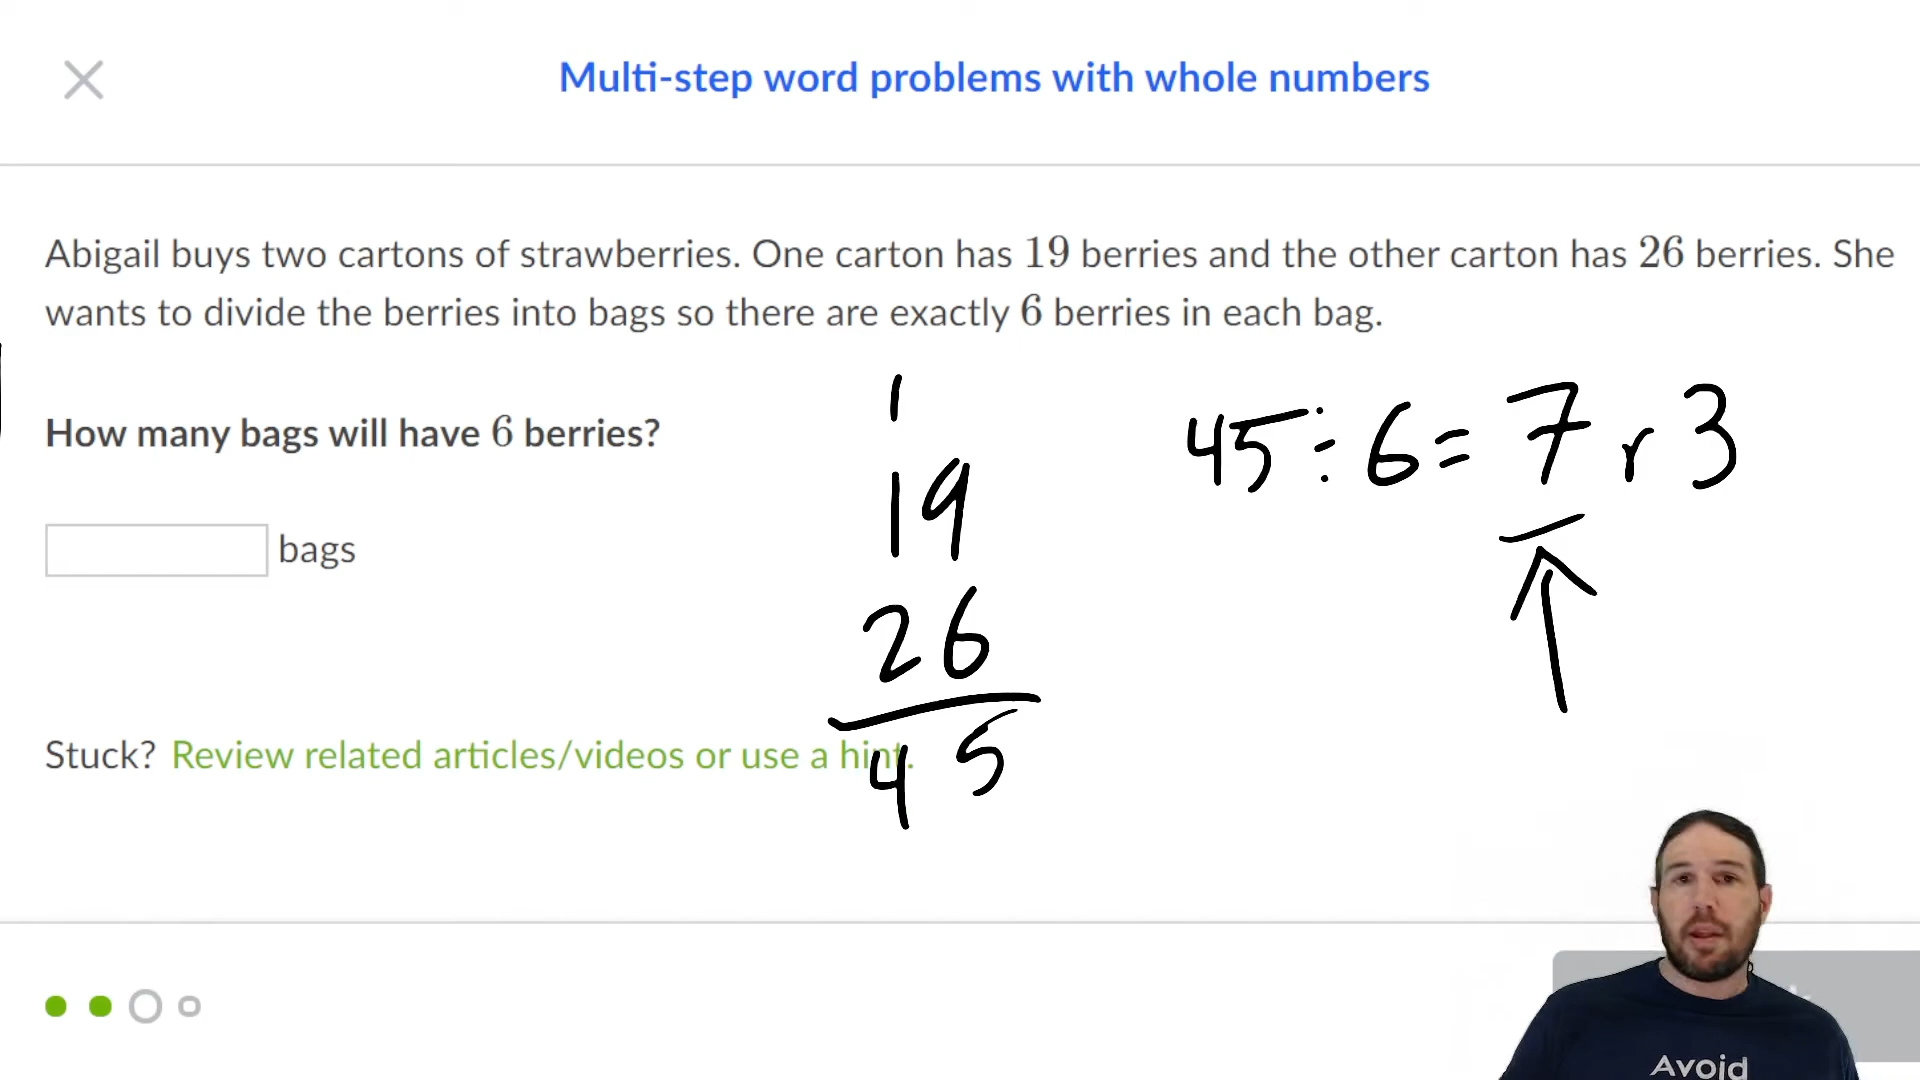 Multi-step word problems with whole numbers
Abigail buys two cartons of strawberries. One carton has 19 berries and the other carton has 26 berries. She
wants to divide the berries into bags so there are exactly 6 berries in each bag.
How many bags will have 6 berries?
bags
1
19
26
45
45÷6=7 r 3
Stuck? Review related articles/videos or use a hint.
Avoid